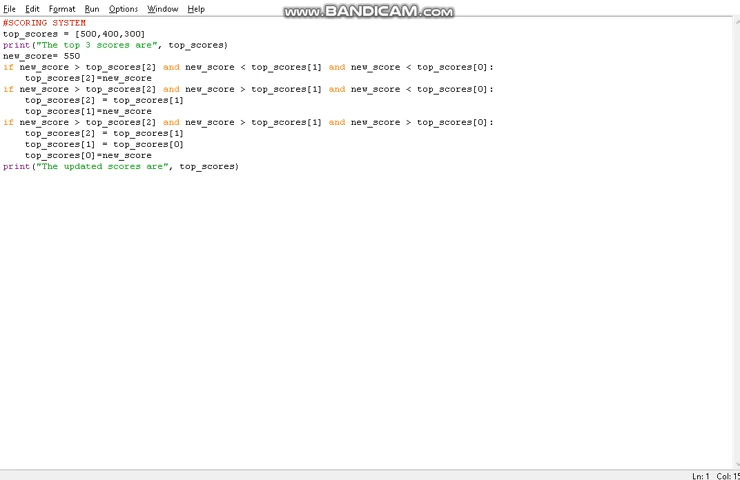 www.BANDICAM.com
File Edit Format Run Options Window Help
#SCORING SYSTEM
top_scores = [500,400,300]
print("The top 3 scores are", top_scores)
new_score= 550
if new_score > top_scores[2] and new_score < top_scores[1] and new_score < top_scores[0]:
    top_scores[2]=new_score
if new_score > top_scores[2] and new_score > top_scores[1] and new_score < top_scores[0]:
    top_scores[2] = top_scores[1]
    top_scores[1]=new_score
if new_score > top_scores[2] and new_score > top_scores[1] and new_score > top_scores[0]:
    top_scores[2] = top_scores[1]
    top_scores[1] = top_scores[0]
    top_scores[0]=new_score
print("The updated scores are", top_scores)
Ln: 1 Col: 15